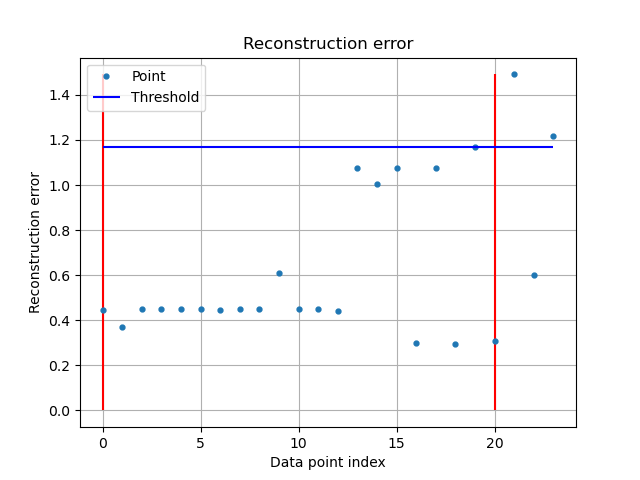 Reconstruction error
Point
Threshold
1.4
1.2
1.0
0.8
0.6
0.4
0.2
0.0
Reconstruction error
0 5 10 15 20
Data point index